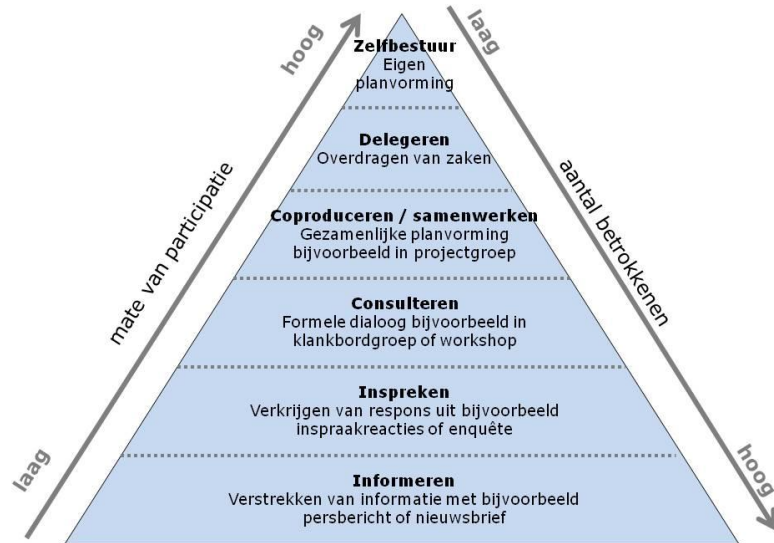 hoog
laag
Zelfbestuur
Eigen
planvorming
Delegeren
Overdragen van zaken
mate van participatie
aantal betrokkenen
Coproduceren / samenwerken
Gezamenlijke planvorming
bijvoorbeeld in projectgroep
Consulteren
Formele dialoog bijvoorbeeld in
klankbordgroep of workshop
Inspreken
Verkrijgen van respons uit bijvoorbeeld
inspraakreacties of enquête
laag
hoog
Informeren
Verstrekken van informatie met bijvoorbeeld
persbericht of nieuwsbrief